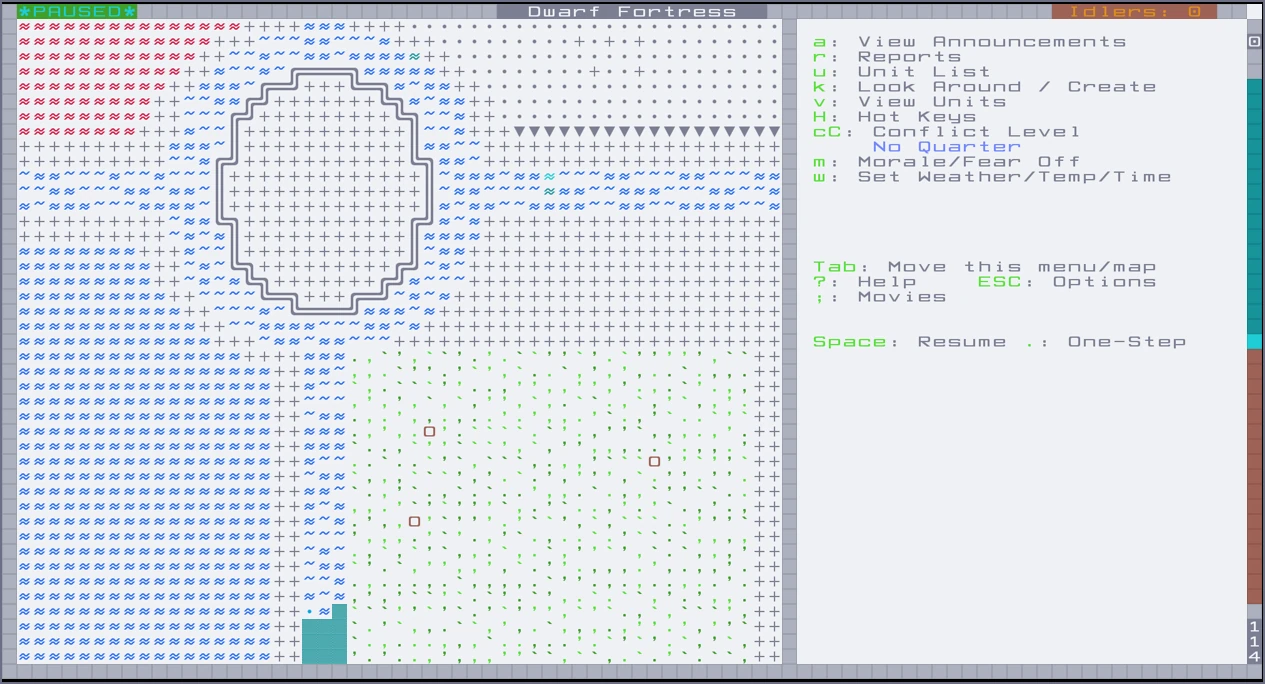 *PAUSED* Dwarf Fortress Idlers: 0
a: View Announcements
r: Reports
u: Unit List
k: Look Around / Create
v: View Units
H: Hot Keys
cC: Conflict Level
No Quarter
m: Morale/Fear Off
w: Set Weather/Temp/Time
Tab: Move this menu/map
?: Help ESC: Options
;: Movies
Space: Resume .: One-Step
114